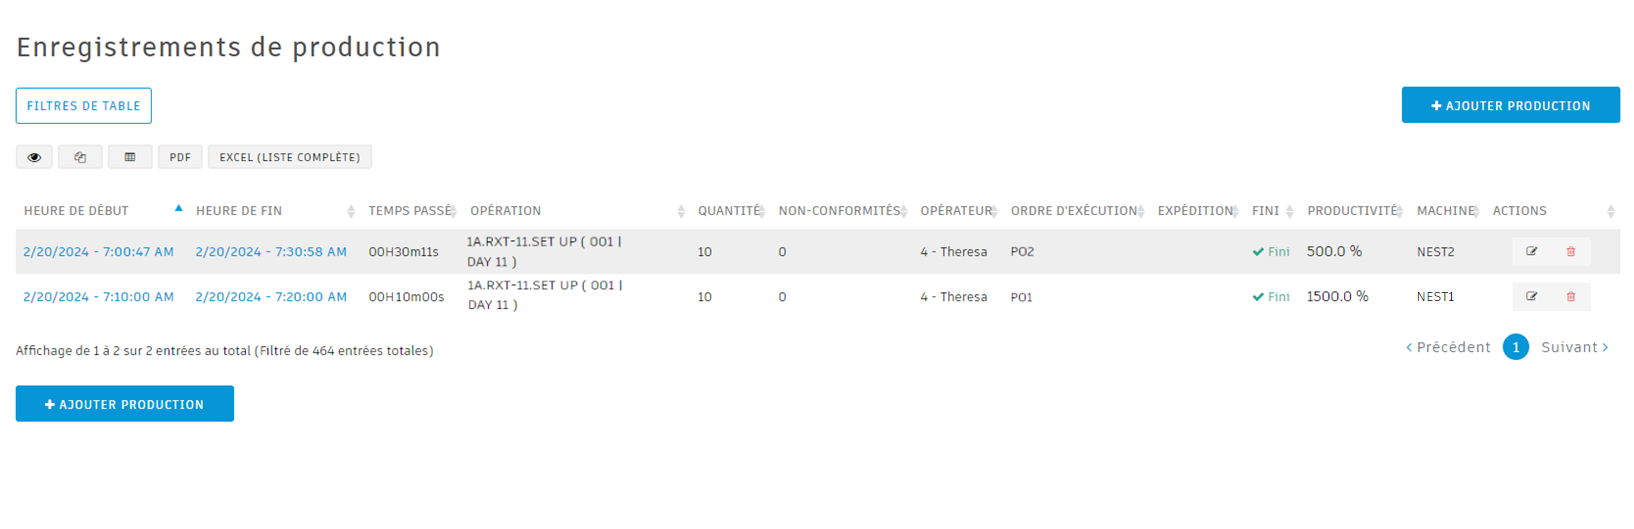 Enregistrements de production
FILTRES DE TABLE
AJOUTER PRODUCTION
PDF
EXCEL (LISTE COMPLÈTE)
HEURE DE DÉBUT HEURE DE FIN TEMPS PASSÉ OPÉRATION QUANTITÉ NON-CONFORMITÉS OPÉRATEUR ORDRE D'EXÉCUTION EXPÉDITION FINI PRODUCTIVITÉ MACHINE ACTIONS
2/20/2024 - 7:00:47 AM 2/20/2024 - 7:30:58 AM 00H30m11s 1A.RXT-11.SET UP ( 001 |
DAY 11 )
10 0 4 - Theresa PO2 Fini 500.0 % NEST2
2/20/2024 - 7:10:00 AM 2/20/2024 - 7:20:00 AM 00H10m00s 1A.RXT-11.SET UP ( 001 |
DAY 11 )
10 0 4 - Theresa PO1 Fini 1500.0 % NEST1
Affichage de 1 à 2 sur 2 entrées au total (Filtré de 464 entrées totales)
Précédent 1 Suivant
AJOUTER PRODUCTION